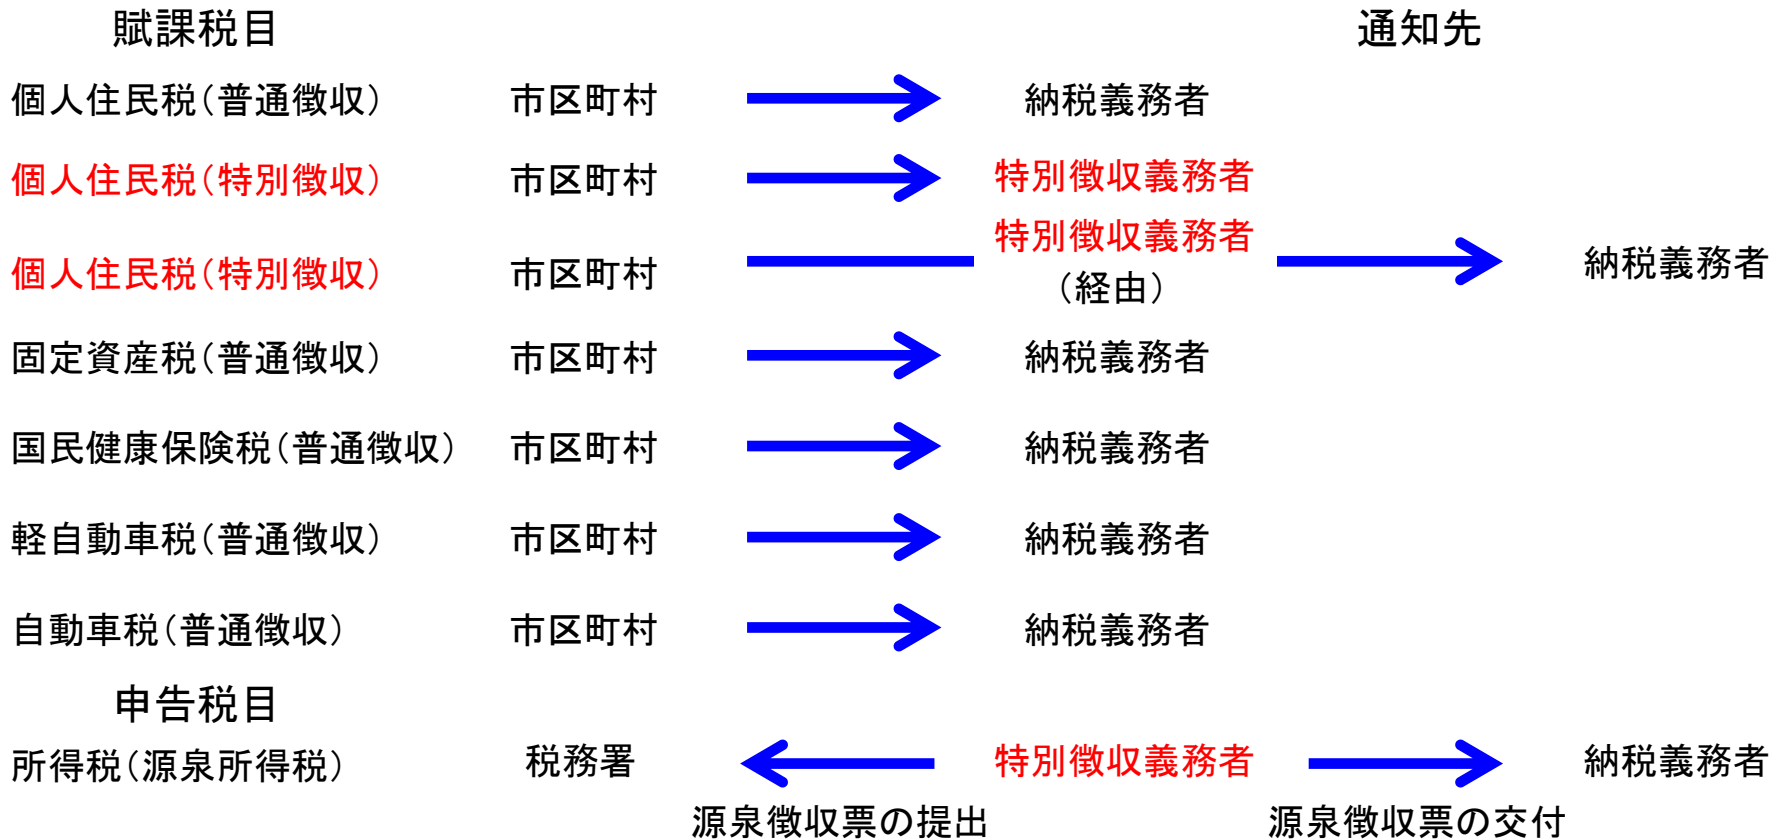 賦課税目 通知先
個人住民税(普通徴収) 市区町村 納税義務者
個人住民税(特別徴収) 市区町村 特別徴収義務者
個人住民税(特別徴収) 市区町村 特別徴収義務者 (経由) 納税義務者
固定資産税(普通徴収) 市区町村 納税義務者
国民健康保険税(普通徴収) 市区町村 納税義務者
軽自動車税(普通徴収) 市区町村 納税義務者
自動車税(普通徴収) 市区町村 納税義務者
申告税目
所得税(源泉所得税) 税務署 特別徴収義務者 納税義務者
源泉徴収票の提出 源泉徴収票の交付